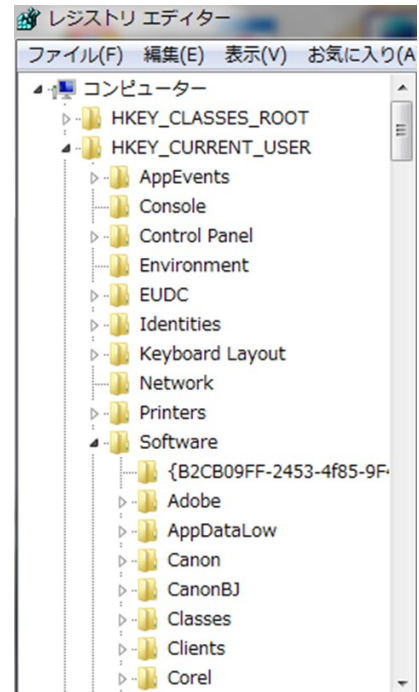 レジストリ エディター
ファイル(F) 編集(E) 表示(V) お気に入り(A
コンピューター
HKEY_CLASSES_ROOT
HKEY_CURRENT_USER
AppEvents
Console
Control Panel
Environment
EUDC
Identities
Keyboard Layout
Network
Printers
Software
{B2CB09FF-2453-4f85-9F4
Adobe
AppDataLow
Canon
CanonBJ
Classes
Clients
Corel